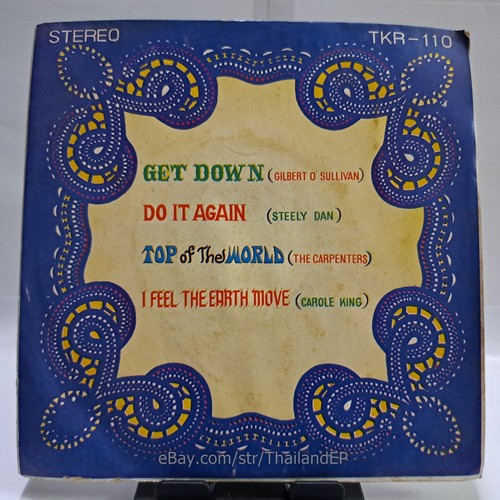 STEREO TKR-110
GET DOWN (GILBERT O'SULLIVAN)
DO IT AGAIN (STEELY DAN)
TOP of The WORLD (THE CARPENTERS)
I FEEL THE EARTH MOVE (CAROLE KING)
eBay.com/str/ThailandEP